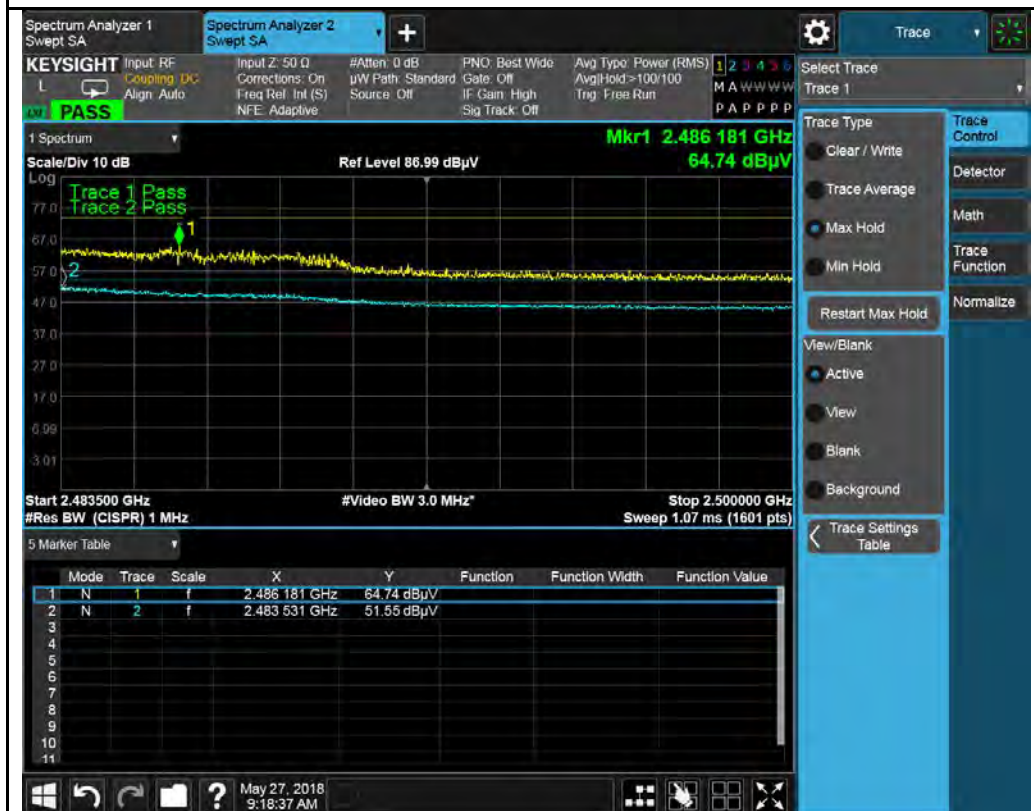 Spectrum Analyzer 1
Swept SA
Spectrum Analyzer 2
Swept SA
+
Trace
KEYSIGHT
L
PASS
Input: RF
Coupling: DC
Align: Auto
Input Z: 50 Ω
Corrections: On
Freq Ref: Int (S)
NFE: Adaptive
#Atten: 0 dB
µW Path: Standard
Source: Off
PNO: Best Wide
Gate: Off
IF Gain: High
Sig Track: Off
Avg Type: Power (RMS)
Avg|Hold:>100/100
Trig: Free Run
1 2 3 4 5 6
M A W W W W
P A P P P P
Select Trace
Trace 1
1 Spectrum
Mkr1 2.486 181 GHz
64.74 dBµV
Scale/Div 10 dB
Ref Level 86.99 dBµV
Log
Trace 1 Pass
Trace 2 Pass
1
2
77.0
67.0
57.0
47.0
37.0
27.0
17.0
6.99
-3.01
Start 2.483500 GHz
#Video BW 3.0 MHz*
Stop 2.500000 GHz
#Res BW (CISPR) 1 MHz
Sweep 1.07 ms (1601 pts)
5 Marker Table
Mode Trace Scale X Y Function Function Width Function Value
1 N 1 f 2.486 181 GHz 64.74 dBµV
2 N 2 f 2.483 531 GHz 51.55 dBµV
3
4
5
6
7
8
9
10
11
Trace Type
Clear / Write
Trace Average
Max Hold
Min Hold
Restart Max Hold
View/Blank
Active
View
Blank
Background
Trace Settings
Table
Trace
Control
Detector
Math
Trace
Function
Normalize
?
May 27, 2018
9:18:37 AM